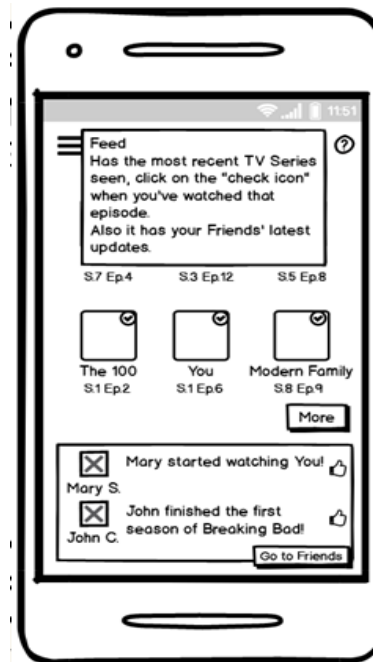 11:51
Feed
Has the most recent TV Series
seen, click on the "check icon"
when you've watched that
episode.
Also it has your Friends' latest
updates.
?
S.7 Ep.4 S.3 Ep.12 S.5 Ep.8
The 100 You Modern Family
S.1 Ep.2 S.1 Ep.6 S.8 Ep.9
More
Mary started watching You!
Mary S.
John finished the first
season of Breaking Bad!
John C.
Go to Friends